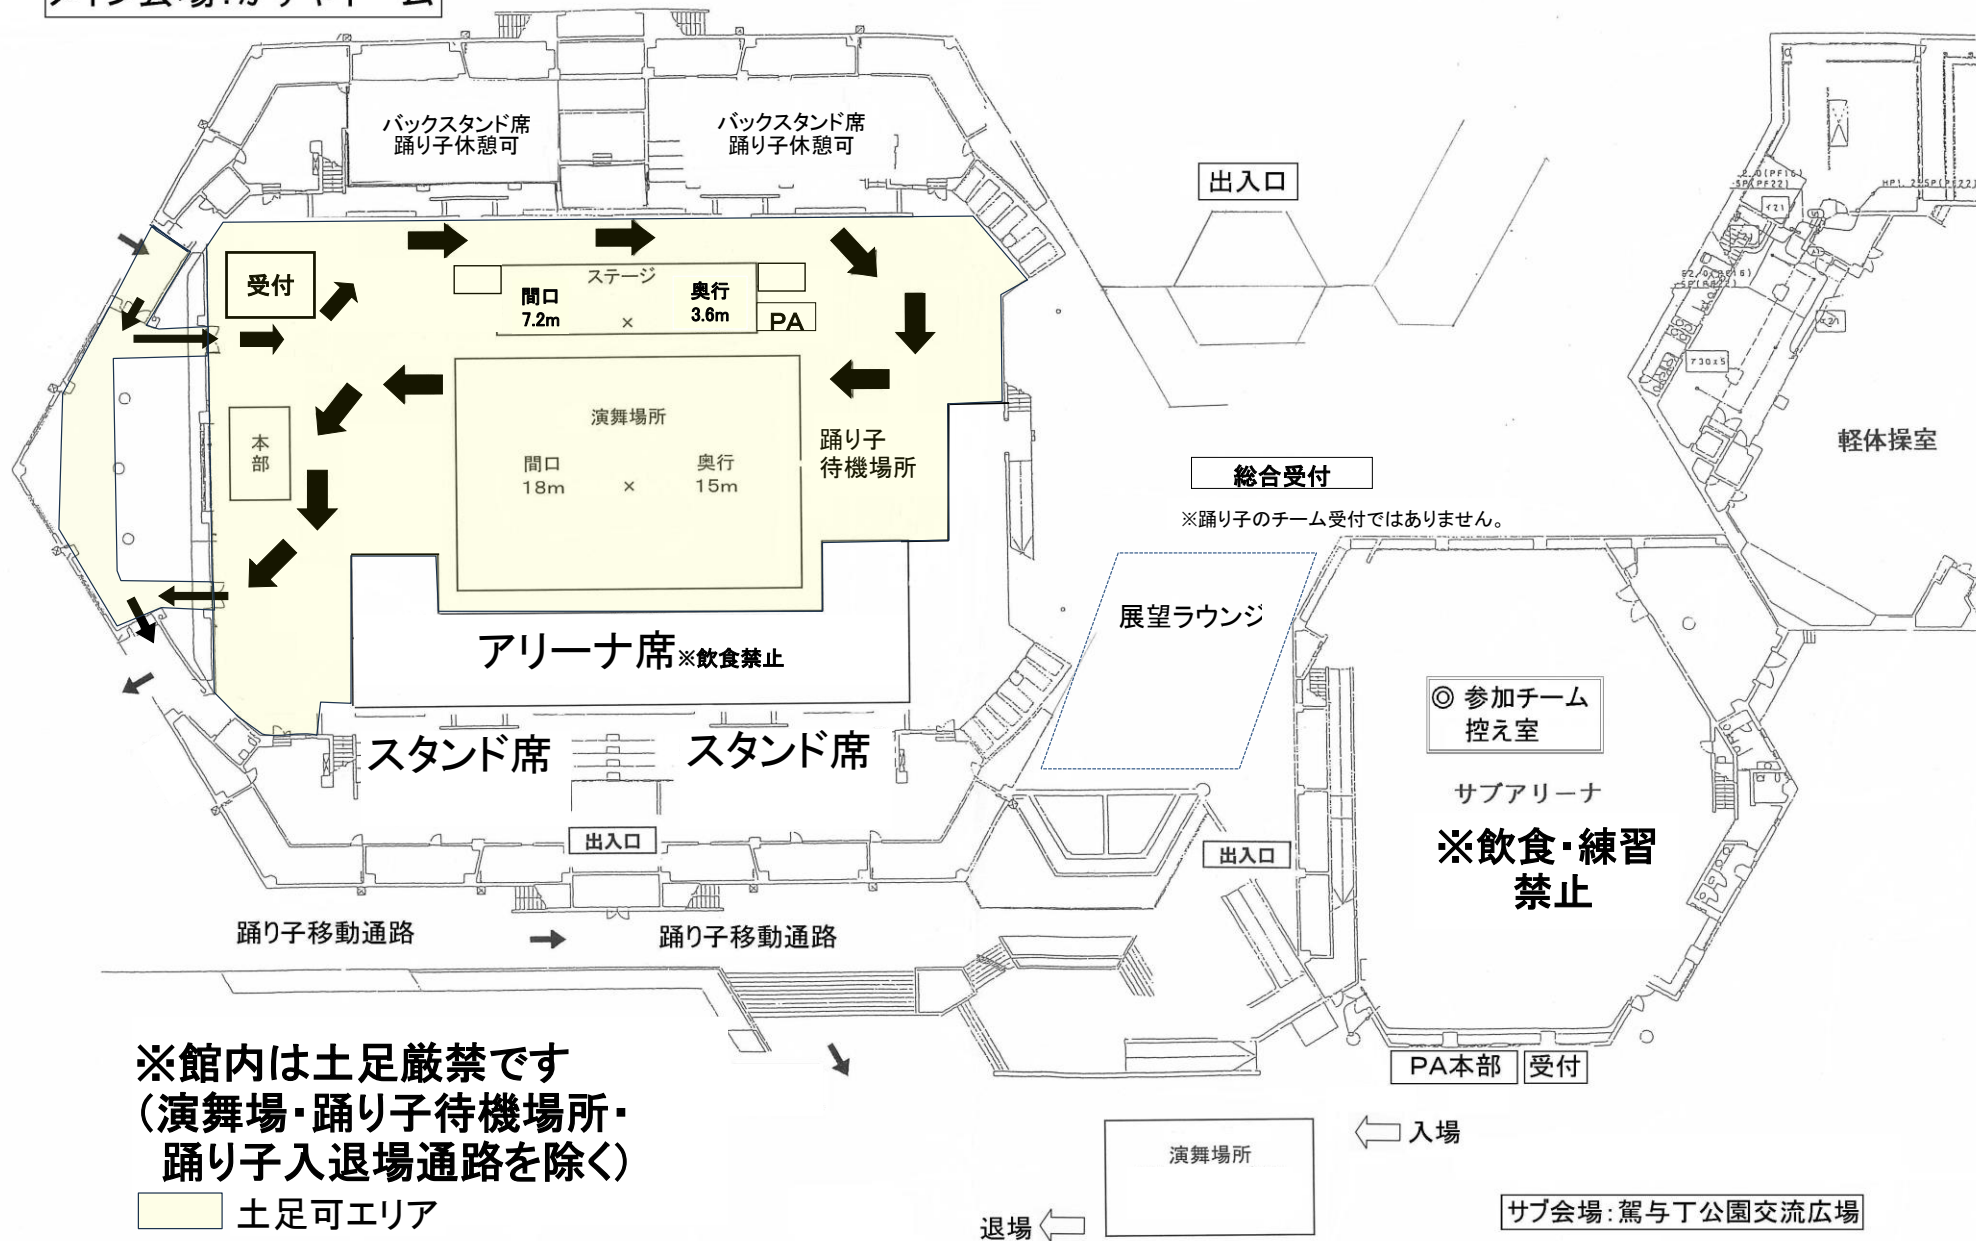 バックスタンド席
踊り子休憩可
バックスタンド席
踊り子休憩可
出入口
受付
ステージ
間口
7.2m
×
奥行
3.6m
PA
演舞場所
間口
18m
×
奥行
15m
踊り子
待機場所
本部
アリーナ席※飲食禁止
スタンド席
スタンド席
出入口
踊り子移動通路
踊り子移動通路
総合受付
※踊り子のチーム受付ではありません。
展望ラウンジ
出入口
軽体操室
◎ 参加チーム
控え室
サブアリーナ
※飲食・練習
禁止
PA本部
受付
入場
演舞場所
退場
サブ会場：駕与丁公園交流広場
※館内は土足厳禁です
（演舞場・踊り子待機場所・
踊り子入退場通路を除く）
土足可エリア